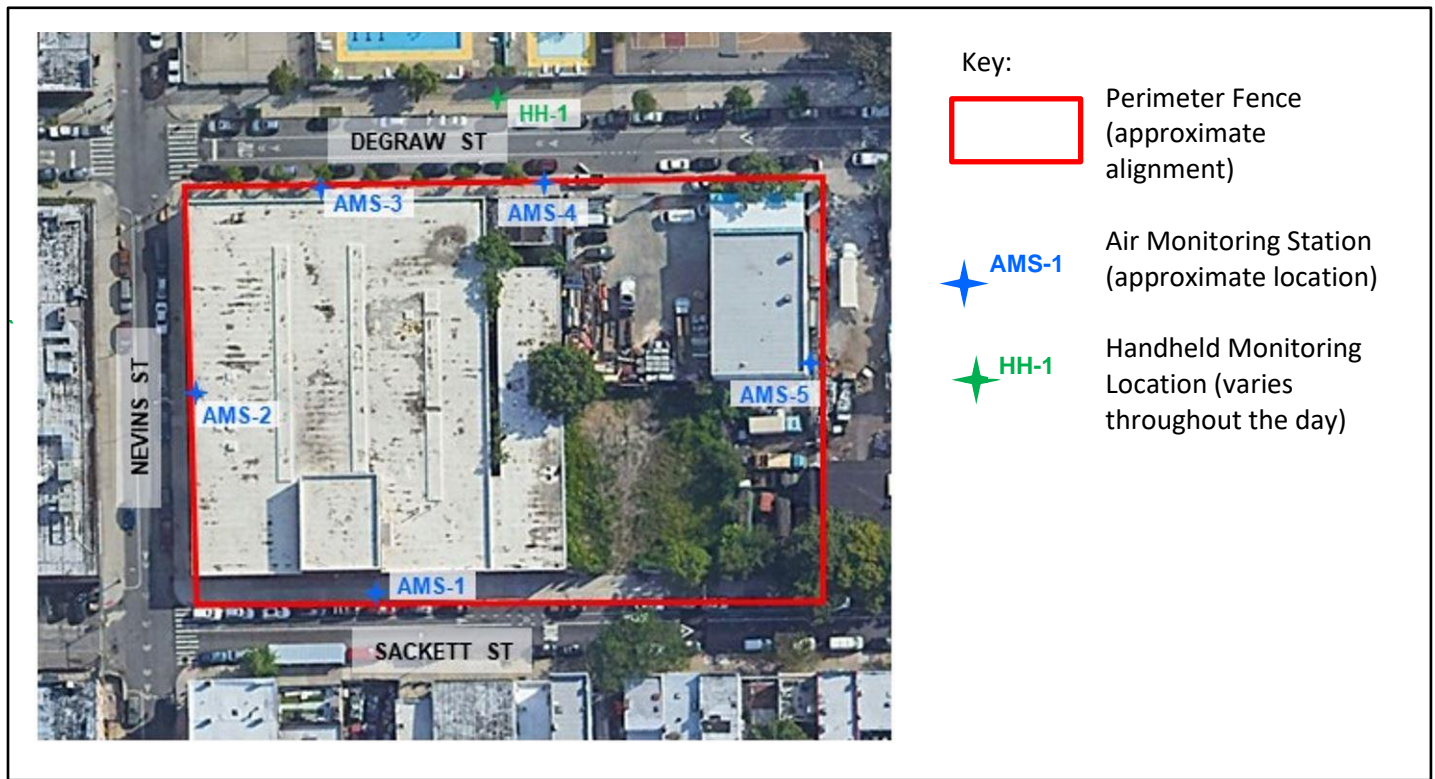 HH-1
DEGRAW ST
AMS-3
AMS-4
NEVINS ST
AMS-2
AMS-5
AMS-1
SACKETT ST
Key:
Perimeter Fence
(approximate
alignment)
AMS-1
Air Monitoring Station
(approximate location)
HH-1
Handheld Monitoring
Location (varies
throughout the day)